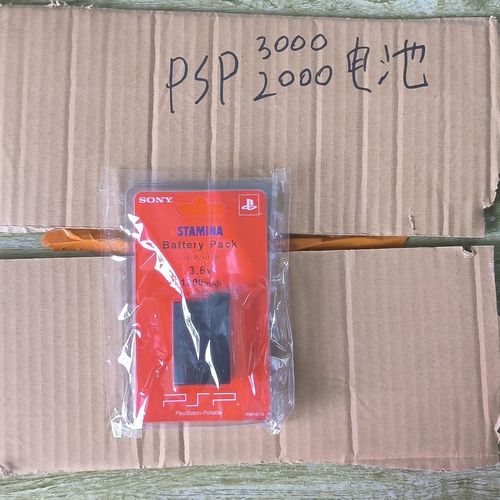 PSP 3000
2000 电池
SONY
STAMINA
Battery Pack
3.6v
PSP
PlayStation Portable